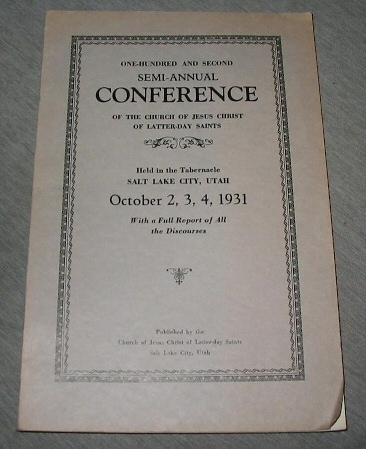 ONE-HUNDRED AND SECOND
SEMI-ANNUAL
CONFERENCE
OF THE CHURCH OF JESUS CHRIST
OF LATTER-DAY SAINTS
Held in the Tabernacle
SALT LAKE CITY, UTAH
October 2, 3, 4, 1931
With a Full Report of All
the Discourses
Published by the
Church of Jesus Christ of Latter-day Saints
Salt Lake City, Utah